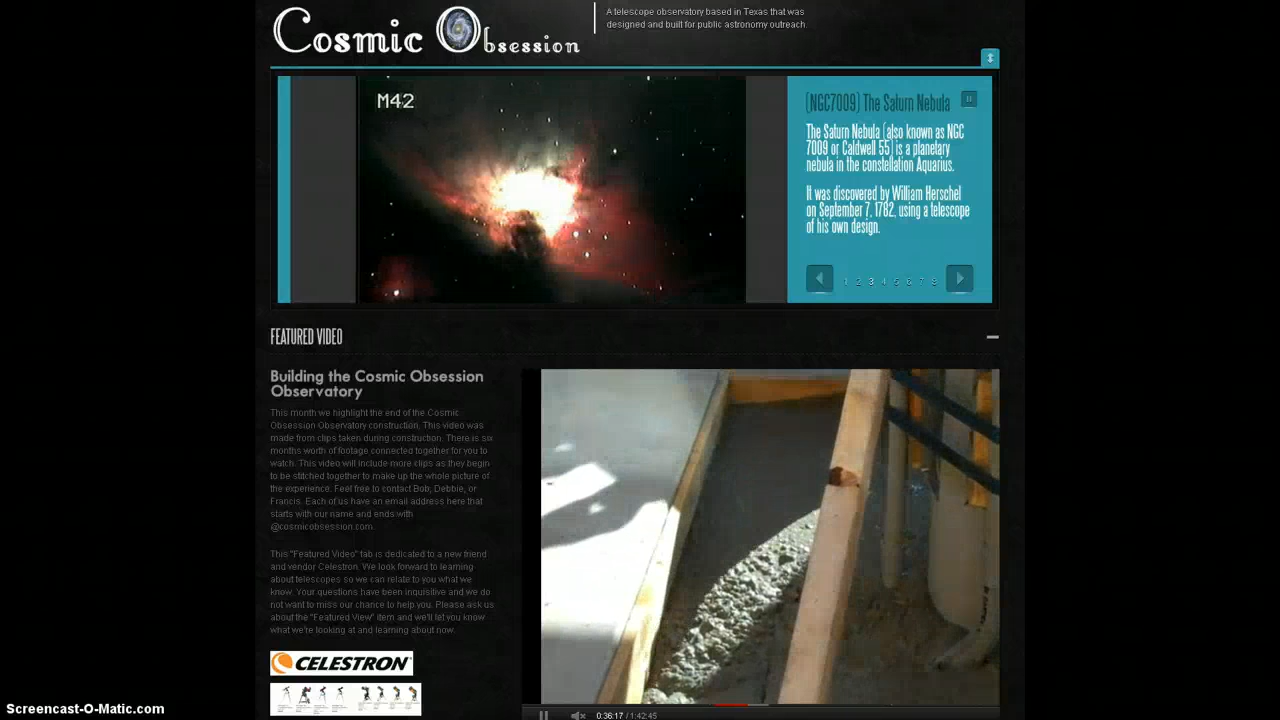 Cosmic Obsession
A telescope observatory based in Texas that was
designed and built for public astronomy outreach.
M42
(NGC7009) The Saturn Nebula
The Saturn Nebula (also known as NGC
7009 or Caldwell 55) is a planetary
nebula in the constellation Aquarius.
It was discovered by William Herschel
on September 7, 1782, using a telescope
of his own design.
1 2 3 4 5 6 7 8
FEATURED VIDEO
Building the Cosmic Obsession
Observatory
This month we highlight the end of the Cosmic
Obsession Observatory construction. This video was
made from clips taken during construction. There is six
months worth of footage connected together for you to
watch. This video will include more clips as they begin
to be stitched together to make up the whole picture of
the experience. Feel free to contact Bob, Debbie, or
Francis. Each of us have an email address here that
starts with our name and ends with
@cosmicobsession.com.
This "Featured Video" tab is dedicated to a new friend
and vendor Celestron. We look forward to learning
about telescopes so we can relate to you what we
know. Your questions have been inquisitive and we do
not want to miss our chance to help you. Please ask us
about the "Featured View" item and we'll let you know
what we're looking at and learning about now.
CELESTRON
0:36:17 / 1:42:45
Screencast-O-Matic.com